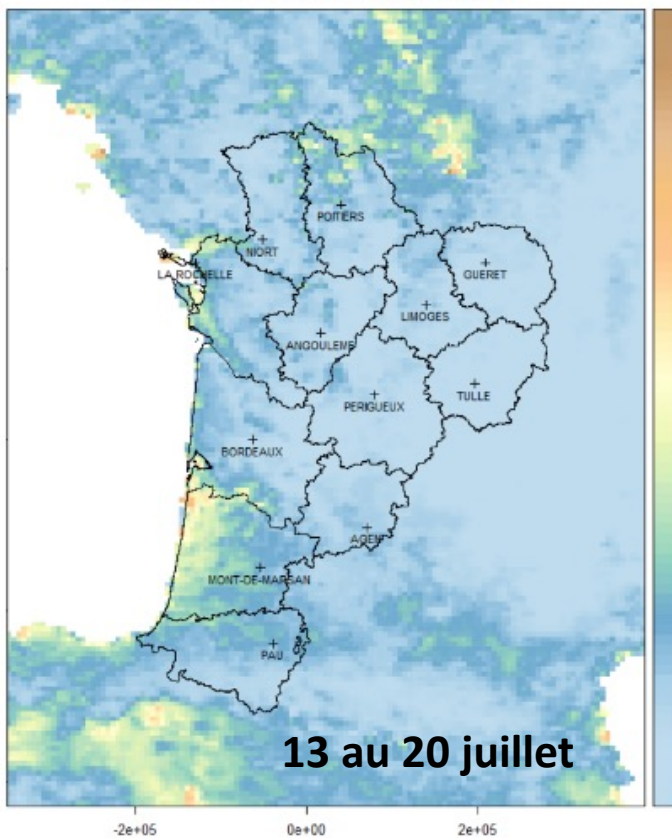 POITIERS
NIORT
LA ROCHELLE
GUERET
LIMOGES
ANGOULEME
PERIGUEUX
TULLE
BORDEAUX
AGEN
MONT-DE-MARSAN
PAU
13 au 20 juillet
-2e+05 0e+00 2e+05